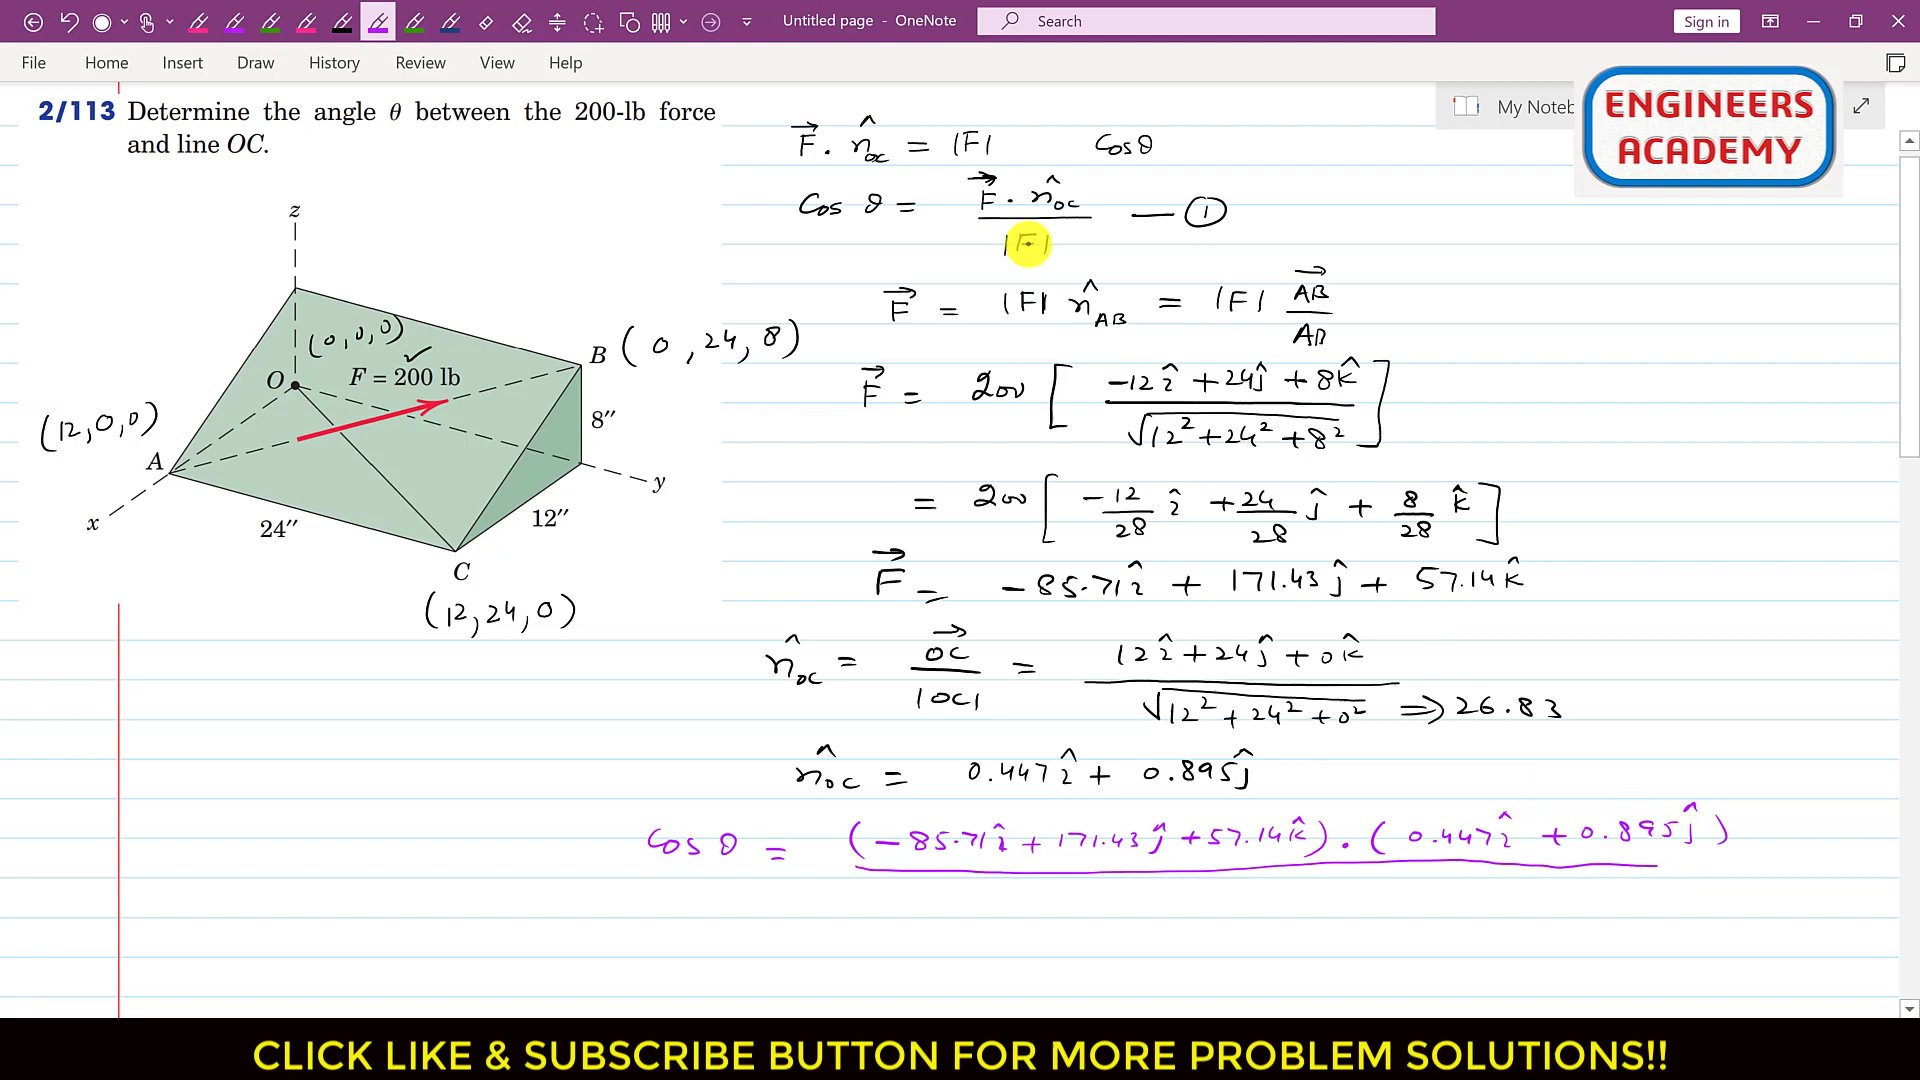 Untitled page - OneNote
Search
Sign in
File Home Insert Draw History Review View Help
My Noteb
ENGINEERS
ACADEMY
2/113 Determine the angle θ between the 200-lb force
and line OC.
z
(0,0,0)
O
F = 200 lb ✓
B (0,24,8)
8″
(12,0,0)
A
x
y
24″
12″
C
(12,24,0)
F⃗ · n̂oc = |F| Cosθ
Cos θ = F⃗ · n̂oc / |F| — ①
F⃗ = |F| n̂AB = |F| AB⃗ / AB
F⃗ = 200 [ -12î + 24ĵ + 8k̂ / √12² + 24² + 8² ]
= 200 [ -12/28 î + 24/28 ĵ + 8/28 k̂ ]
F⃗ = -85.71î + 171.43ĵ + 57.14k̂
n̂oc = OC⃗ / |OC| = 12î + 24ĵ + 0k̂ / √12² + 24² + 0² ⇒ 26.83
n̂oc = 0.447î + 0.895ĵ
Cos θ = (-85.71î + 171.43ĵ + 57.14k̂) · (0.447î + 0.895ĵ)
CLICK LIKE & SUBSCRIBE BUTTON FOR MORE PROBLEM SOLUTIONS!!